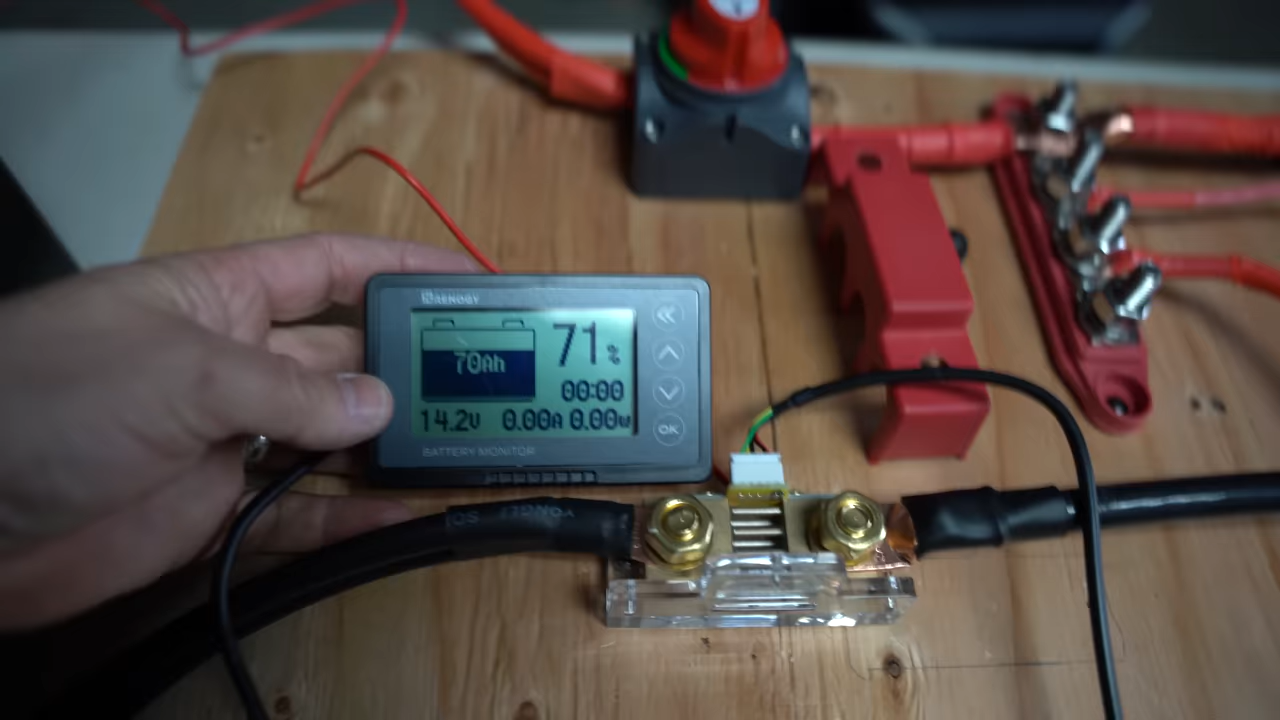 RENOGY
70Ah
71%
00:00
14.2V 0.00A 0.00W
OK
BATTERY MONITOR